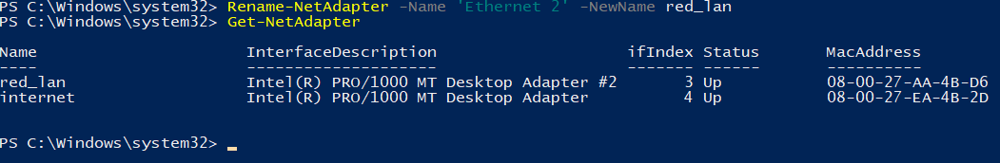 PS C:\Windows\system32> Rename-NetAdapter -Name 'Ethernet 2' -NewName red_lan
PS C:\Windows\system32> Get-NetAdapter
Name InterfaceDescription ifIndex Status MacAddress
---- -------------------- ------- ------ ----------
red_lan Intel(R) PRO/1000 MT Desktop Adapter #2 3 Up 08-00-27-AA-4B-D6
internet Intel(R) PRO/1000 MT Desktop Adapter 4 Up 08-00-27-EA-4B-2D
PS C:\Windows\system32> _